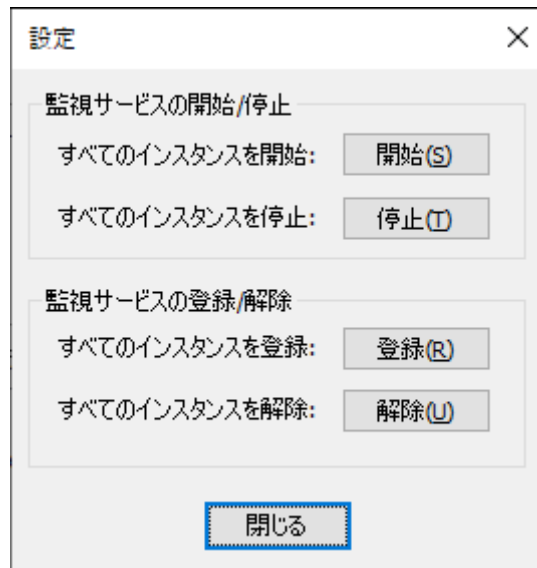 設定
監視サービスの開始/停止
すべてのインスタンスを開始: 開始(S)
すべてのインスタンスを停止: 停止(T)
監視サービスの登録/解除
すべてのインスタンスを登録: 登録(R)
すべてのインスタンスを解除: 解除(U)
閉じる